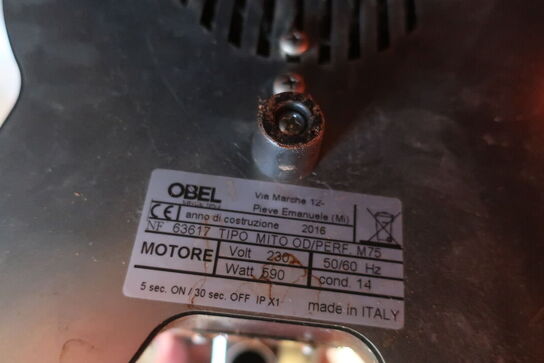 OBEL
Via Marche 12-
Pieve Emanuele (Mi)
CE anno di costruzione 2016
NF 63617 TIPO MITO OD/PERF. M75
MOTORE
Volt 230 50/60 Hz
Watt 590 cond. 14
5 sec. ON / 30 sec. OFF IP X1
made in ITALY